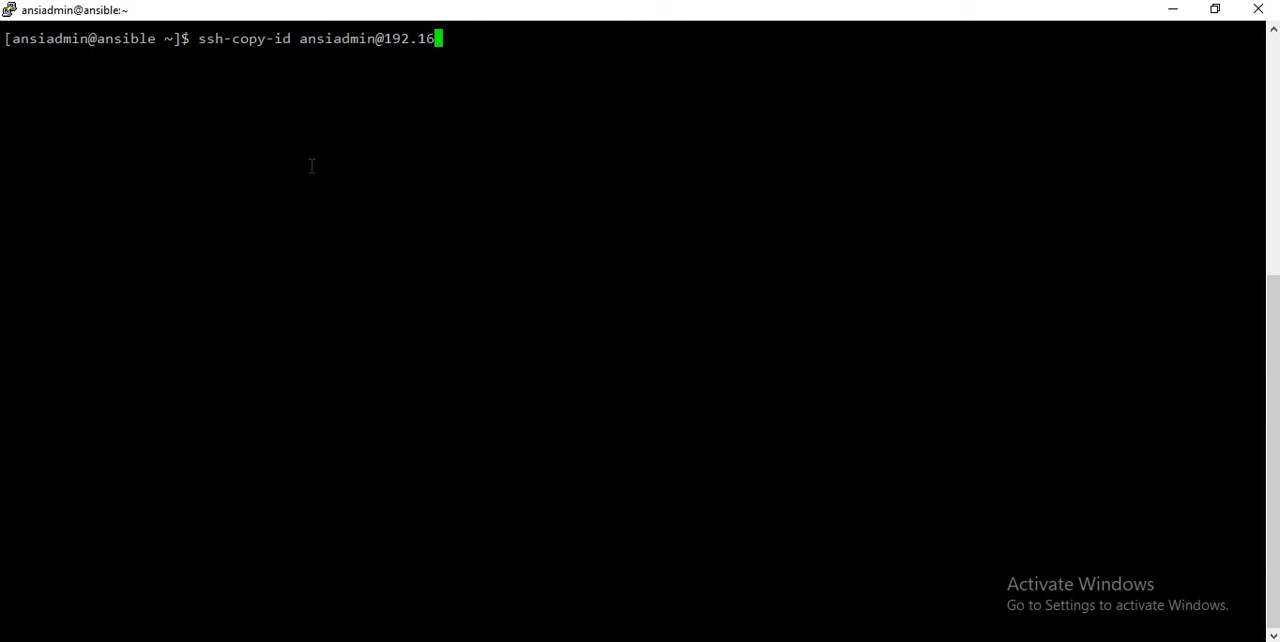 ansiadmin@ansible:~
[ansiadmin@ansible ~]$ ssh-copy-id ansiadmin@192.16
Activate Windows
Go to Settings to activate Windows.